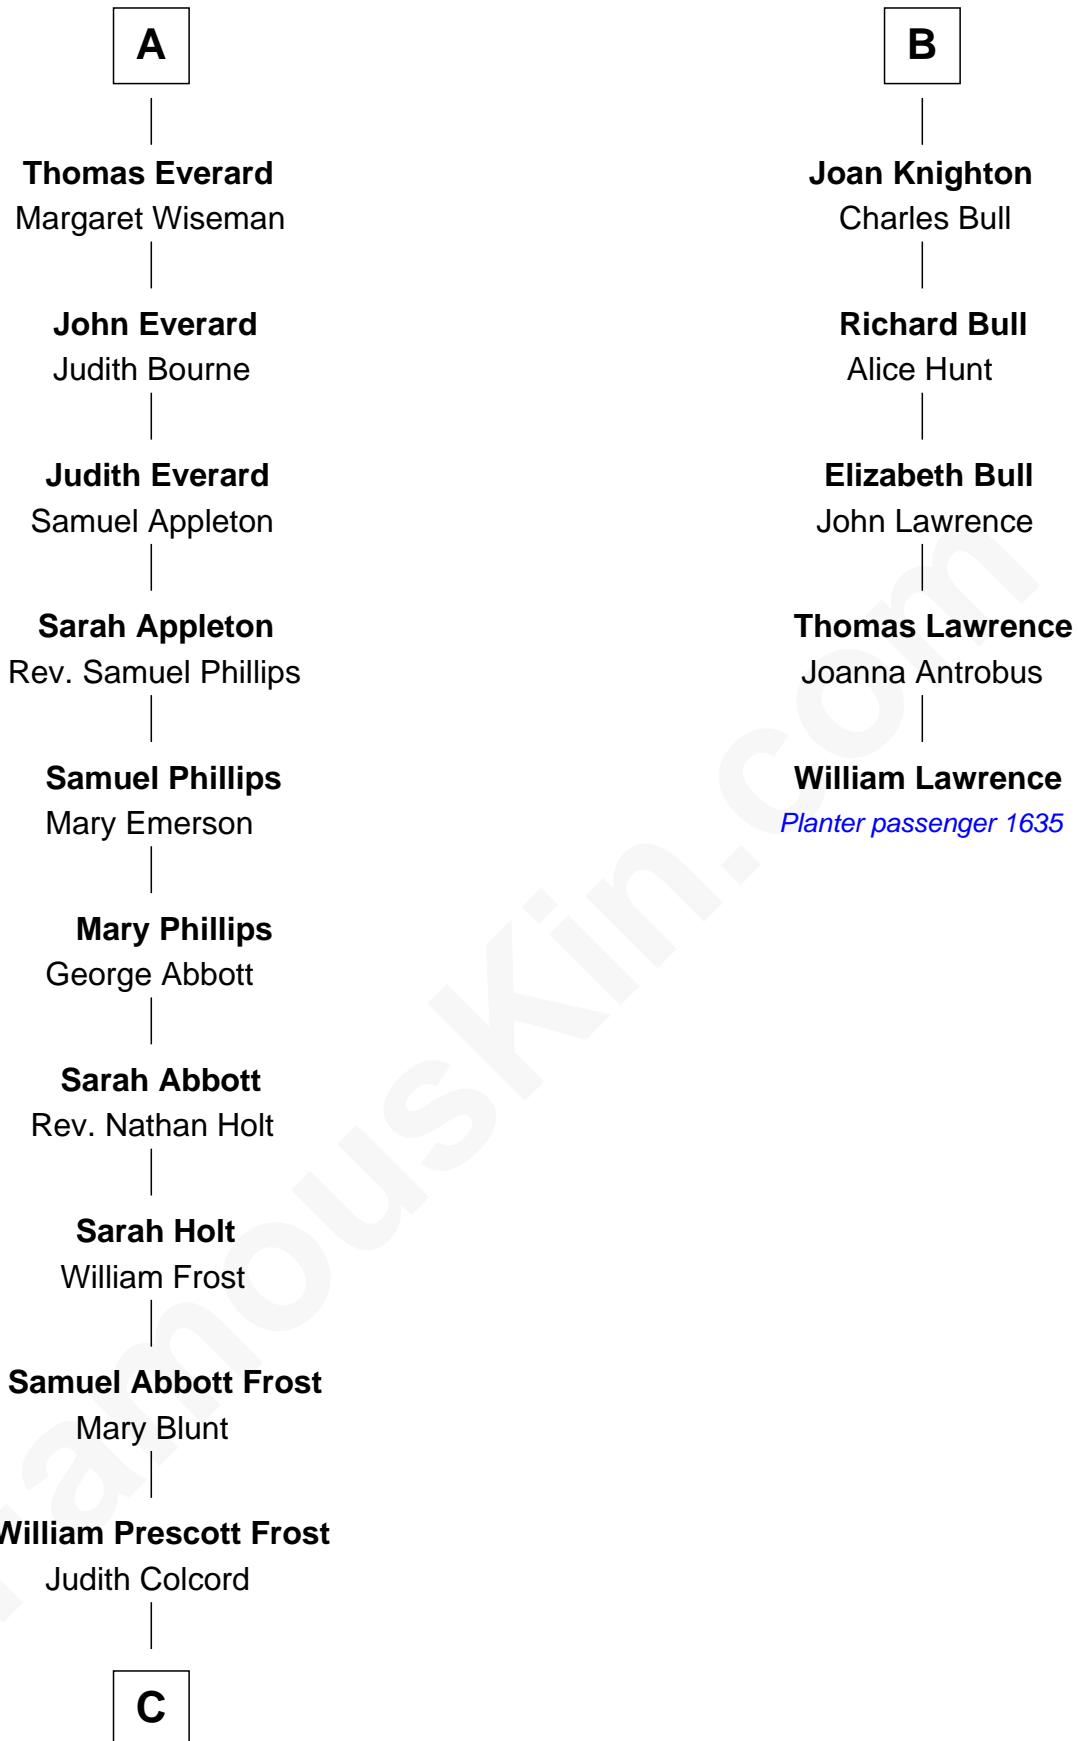 A
Thomas Everard
Margaret Wiseman
John Everard
Judith Bourne
Judith Everard
Samuel Appleton
Sarah Appleton
Rev. Samuel Phillips
Samuel Phillips
Mary Emerson
Mary Phillips
George Abbott
Sarah Abbott
Rev. Nathan Holt
Sarah Holt
William Frost
Samuel Abbott Frost
Mary Blunt
William Prescott Frost
Judith Colcord
C
B
Joan Knighton
Charles Bull
Richard Bull
Alice Hunt
Elizabeth Bull
John Lawrence
Thomas Lawrence
Joanna Antrobus
William Lawrence
Planter passenger 1635
FamousKin.com